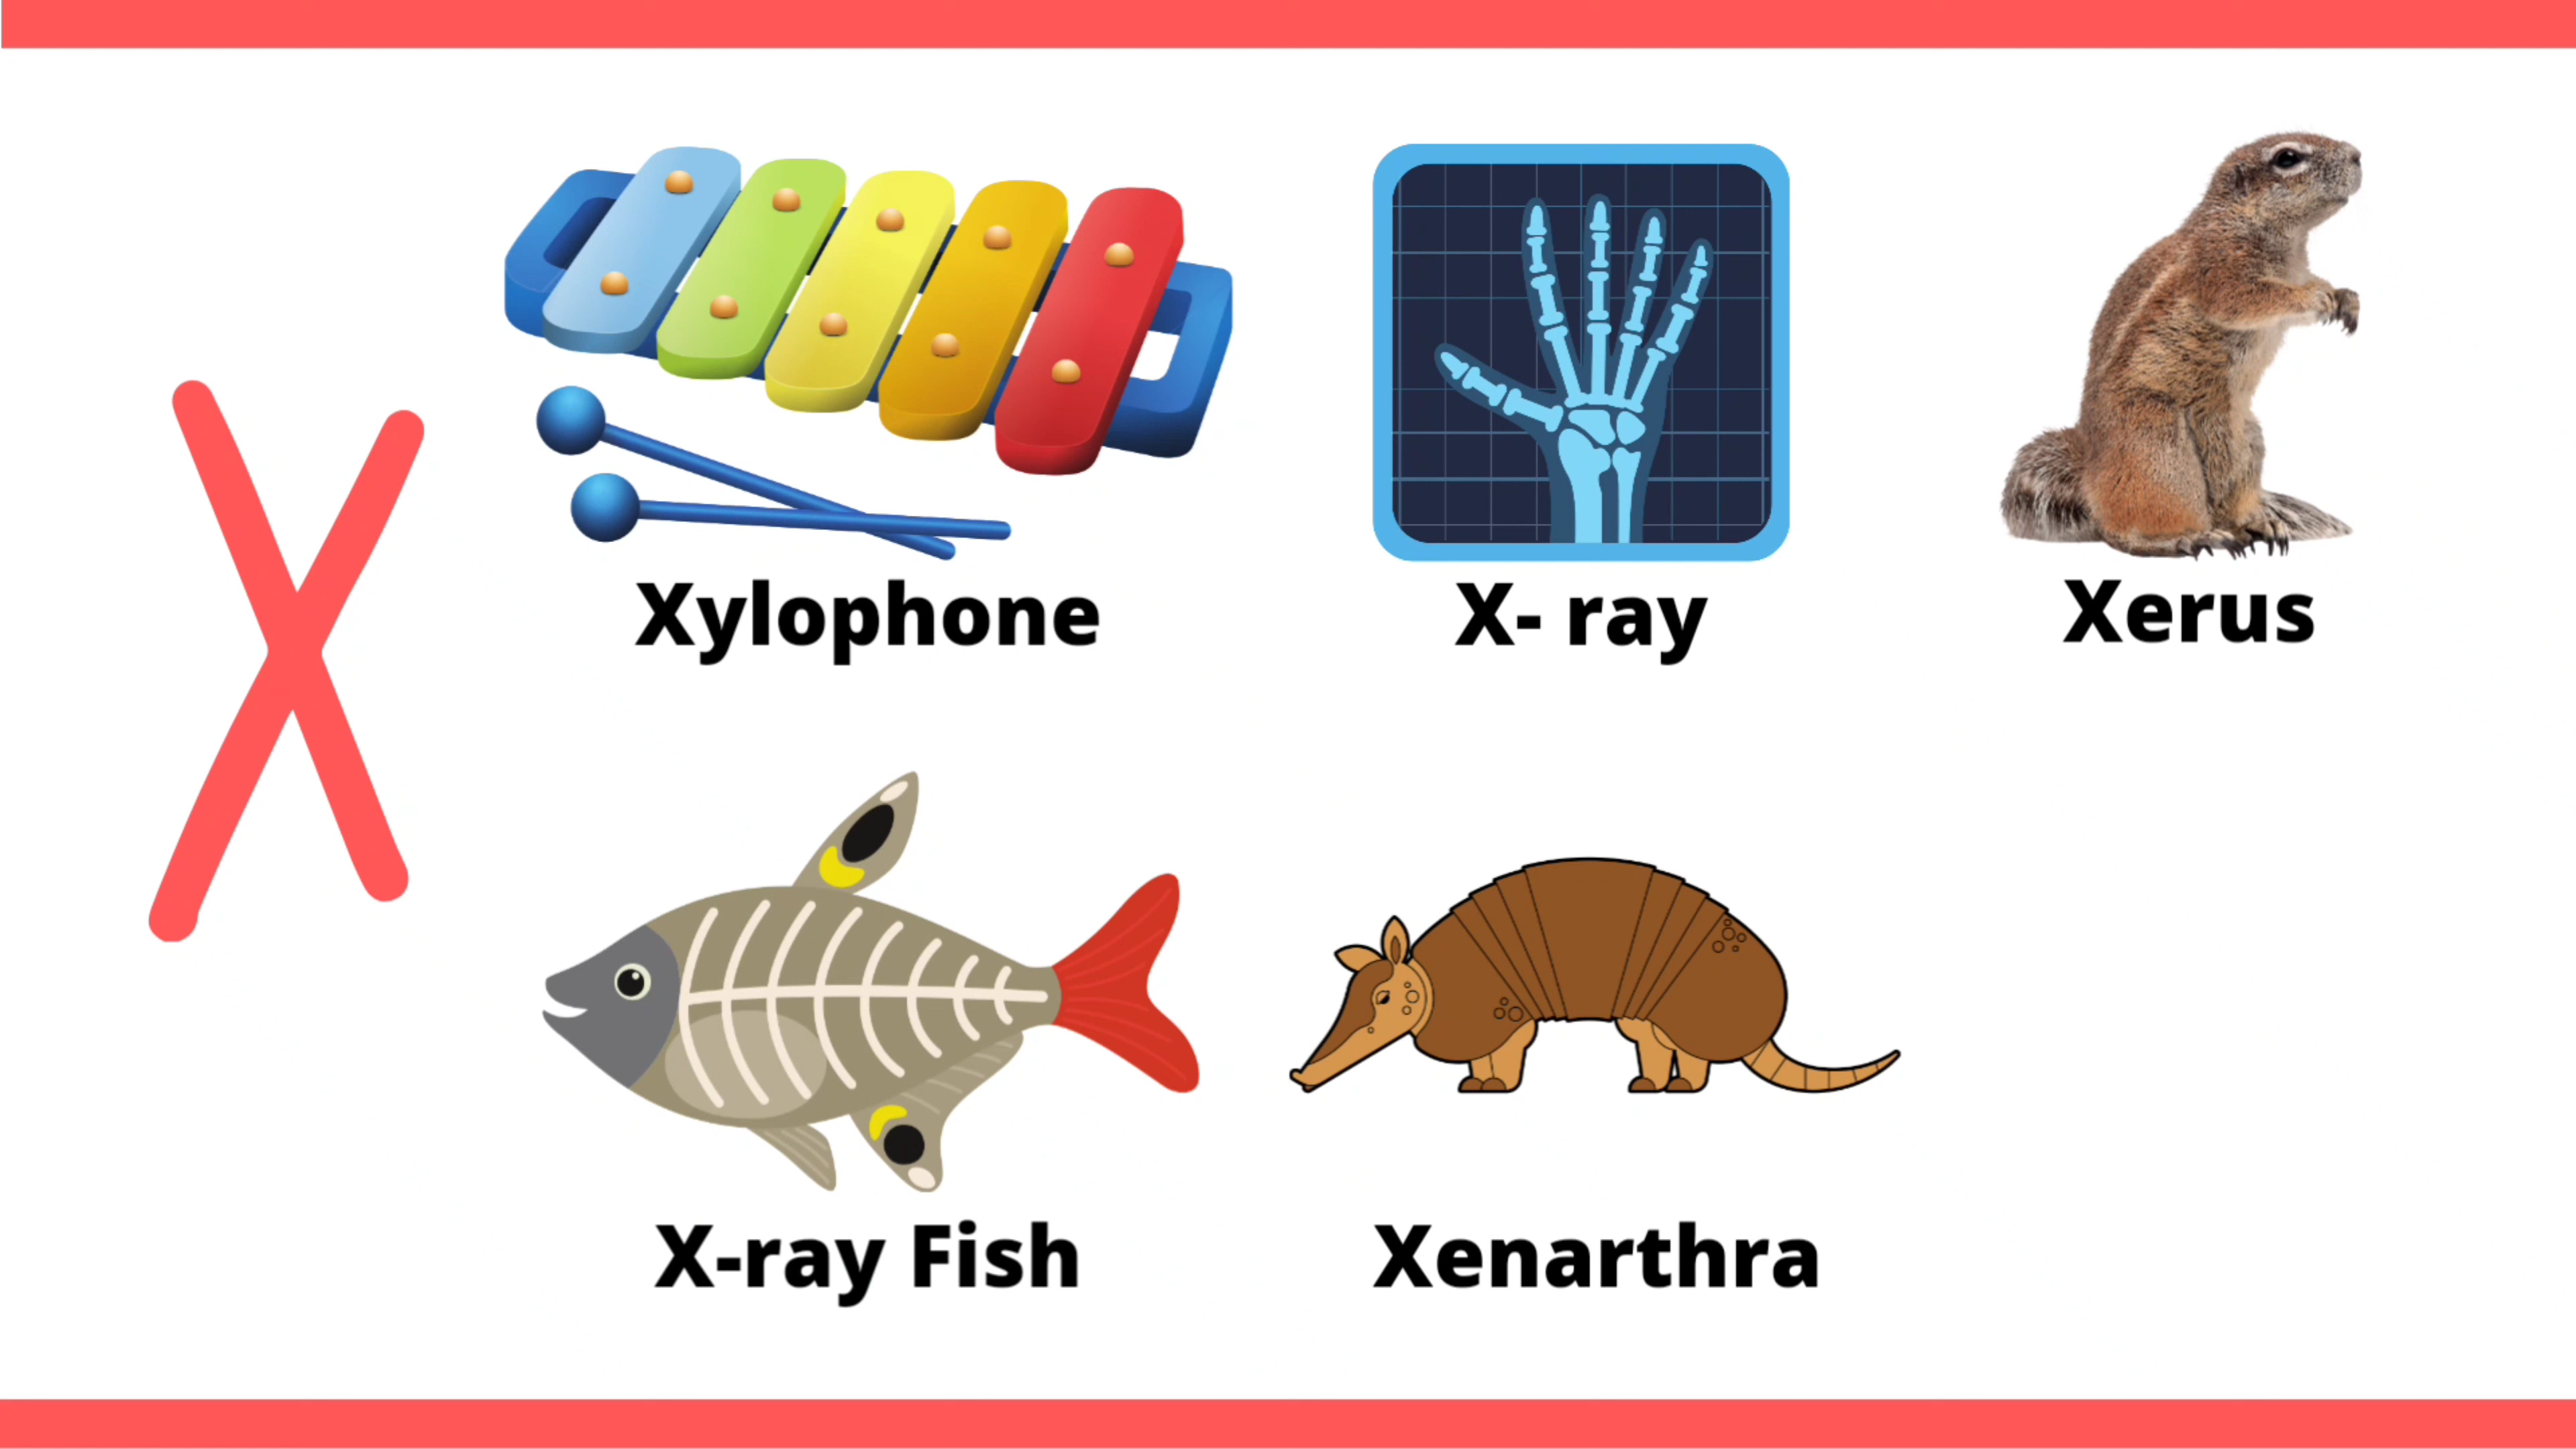 X
Xylophone
X- ray
Xerus
X-ray Fish
Xenarthra